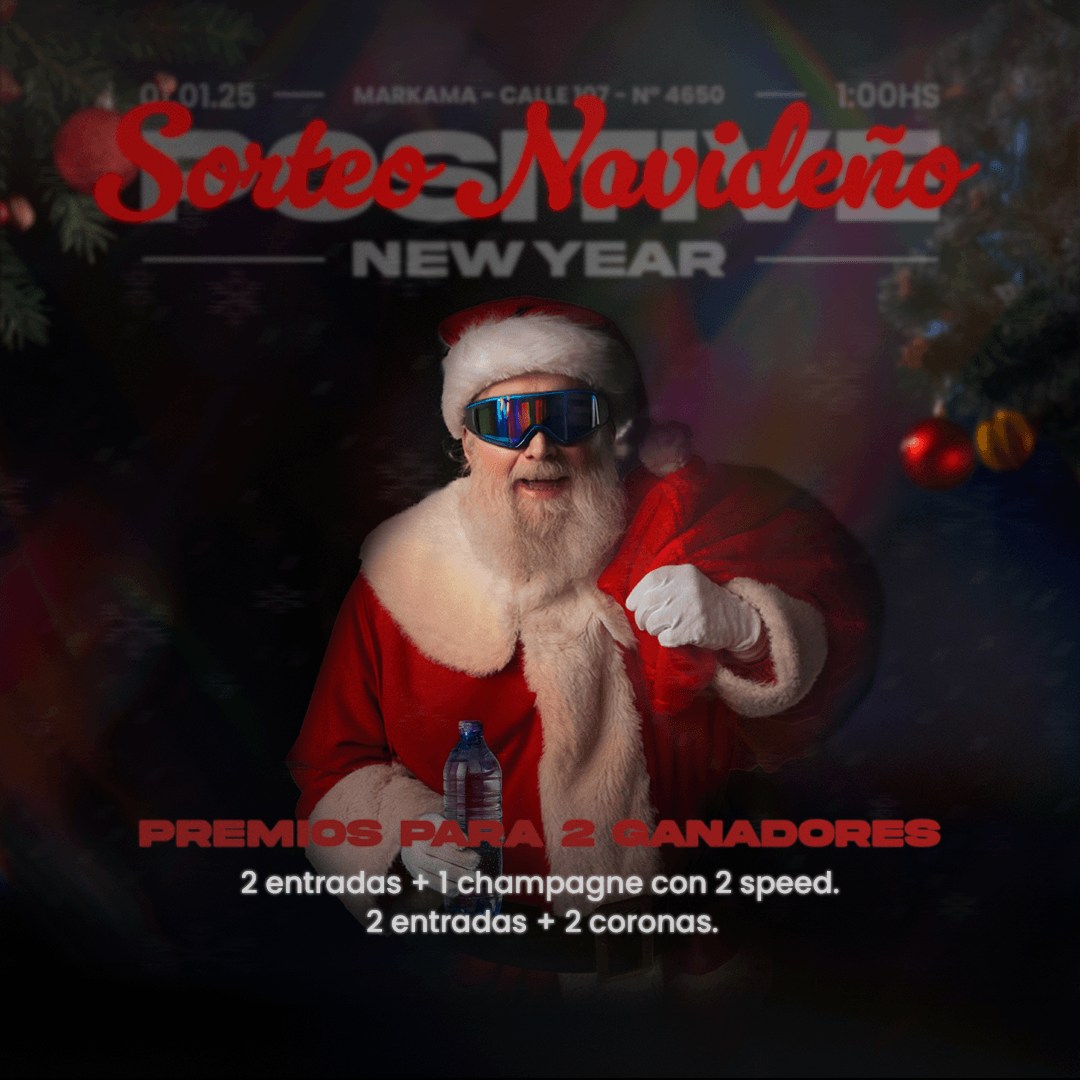 01.01.25 MARKAMA - CALLE 107 - N° 4650 1:00HS
Sorteo Navideño
POSITIVE
NEW YEAR
PREMIOS PARA 2 GANADORES
2 entradas + 1 champagne con 2 speed.
2 entradas + 2 coronas.